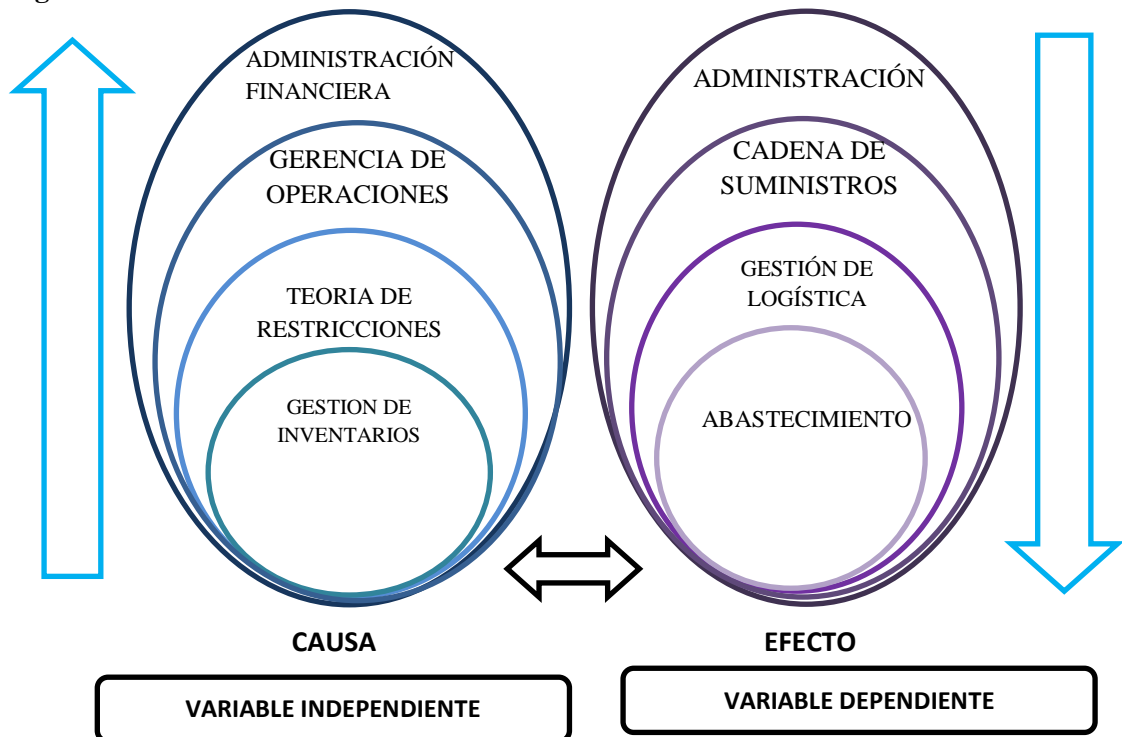 ADMINISTRACIÓN
FINANCIERA
GERENCIA DE
OPERACIONES
TEORIA DE
RESTRICCIONES
GESTION DE
INVENTARIOS
ADMINISTRACIÓN
CADENA DE
SUMINISTROS
GESTIÓN DE
LOGÍSTICA
ABASTECIMIENTO
CAUSA
EFECTO
VARIABLE INDEPENDIENTE
VARIABLE DEPENDIENTE